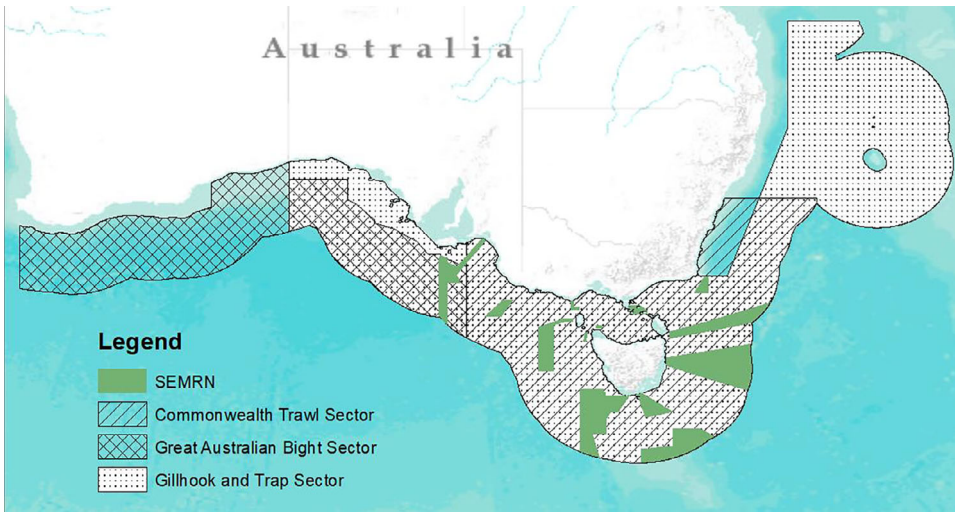 Australia
Legend
SEMRN
Commonwealth Trawl Sector
Great Australian Bight Sector
Gillhook and Trap Sector